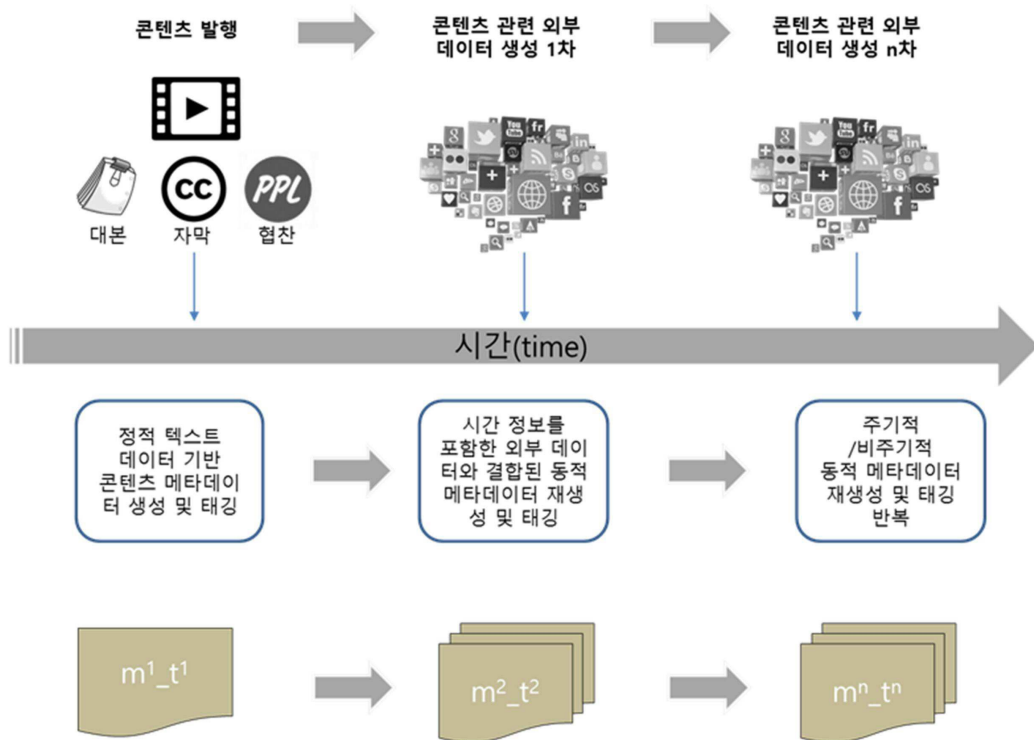 콘텐츠 발행
콘텐츠 관련 외부
데이터 생성 1차
콘텐츠 관련 외부
데이터 생성 n차
CC
PPL
대본
자막
협찬
You
Tube
fr
g
in
f
시간(time)
정적 텍스트
데이터 기반
콘텐츠 메타데이
터 생성 및 태깅
시간 정보를
포함한 외부 데이
터와 결합된 동적
메타데이터 재생
성 및 태깅
주기적
/비주기적
동적 메타데이터
재생성 및 태깅
반복
m¹_t¹
m²_t²
mⁿ_tⁿ